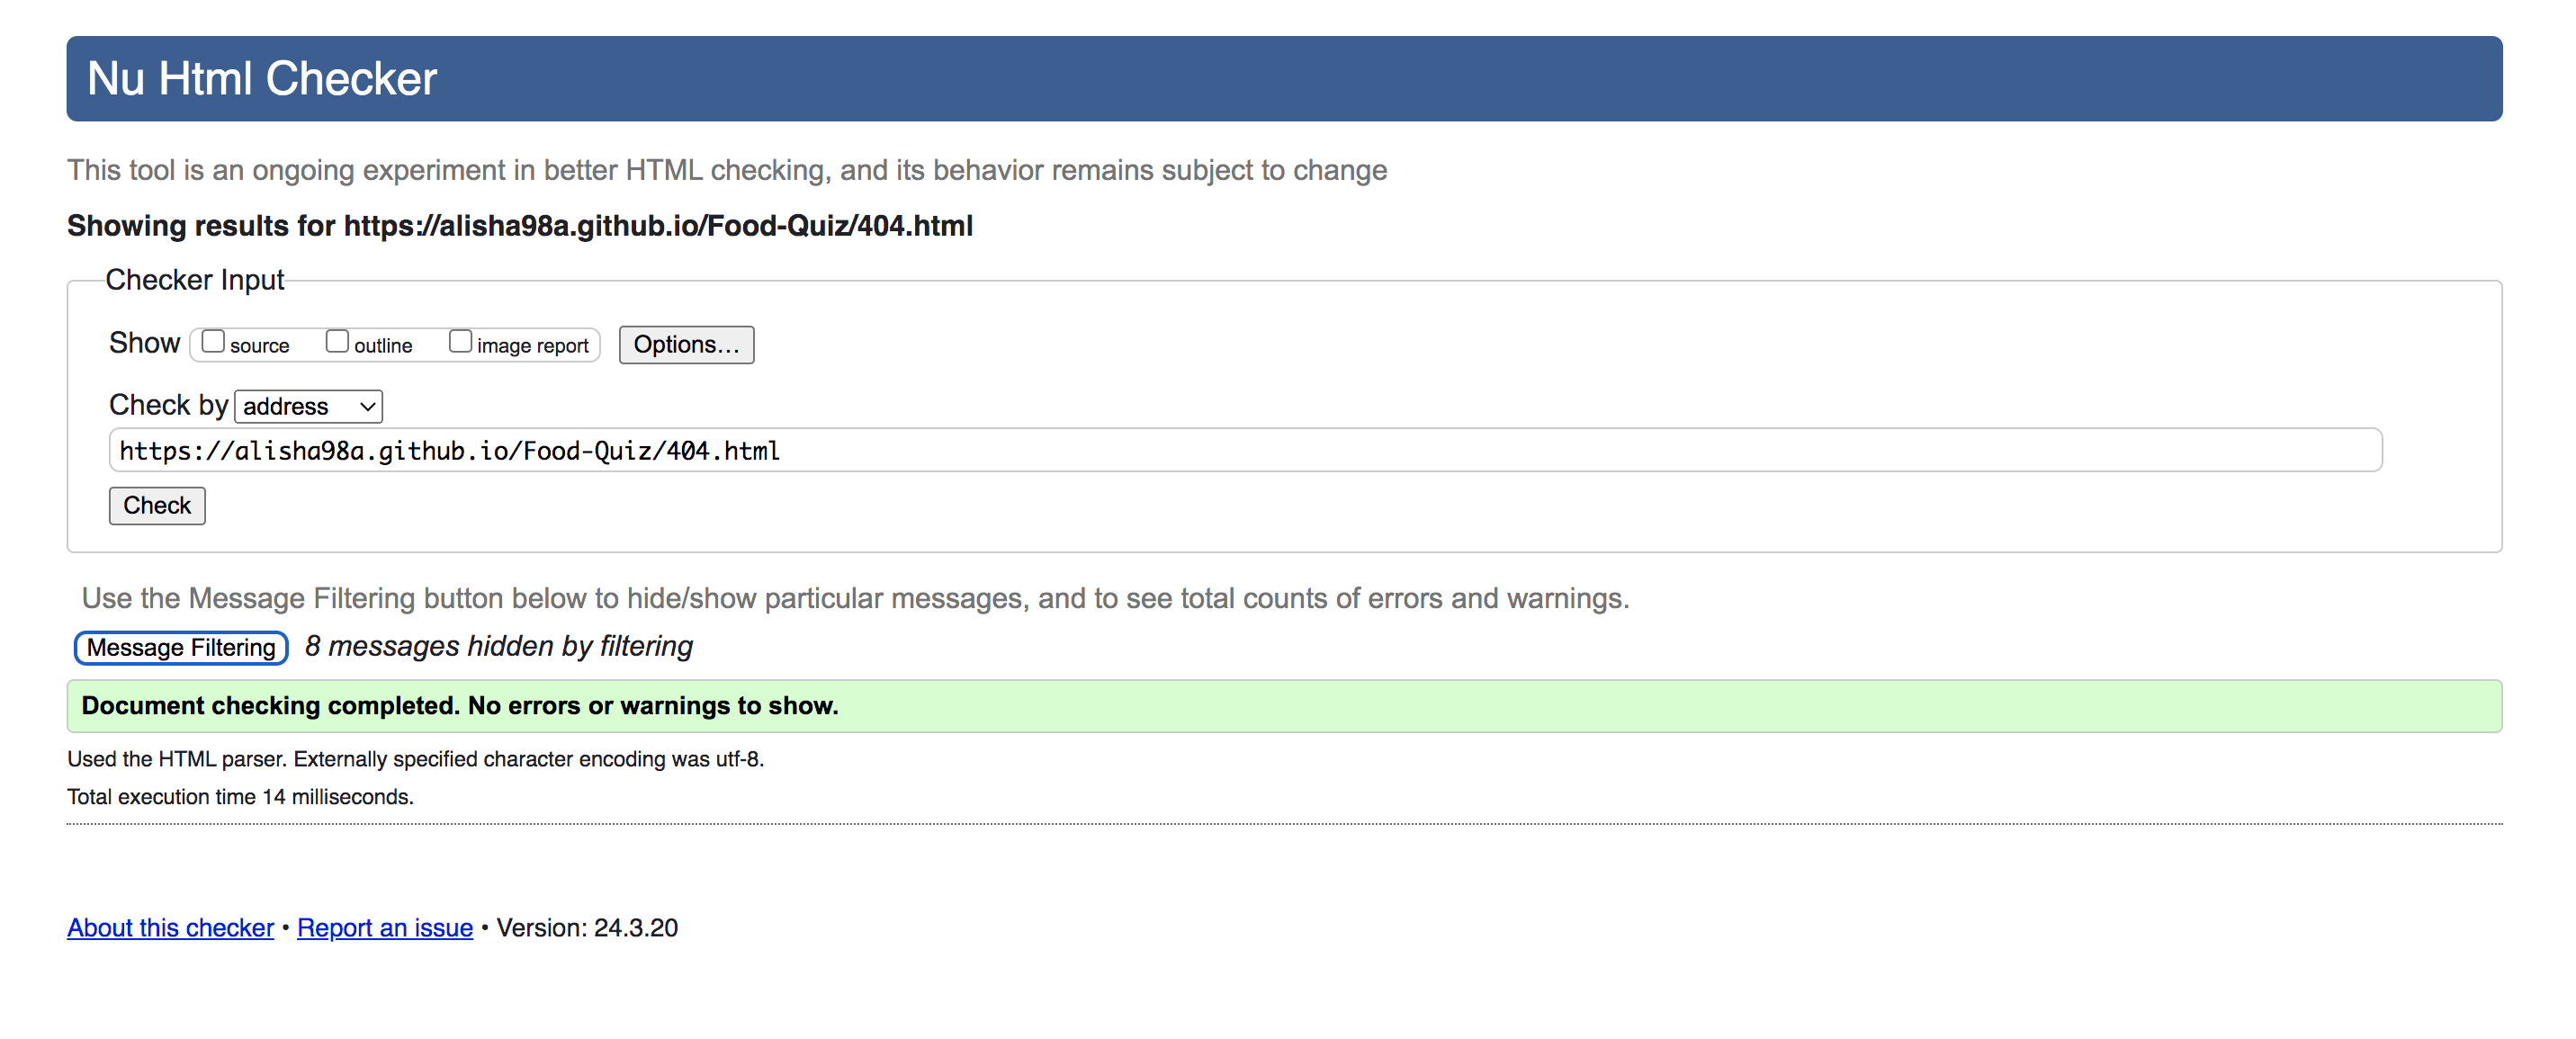 Nu Html Checker
This tool is an ongoing experiment in better HTML checking, and its behavior remains subject to change
Showing results for https://alisha98a.github.io/Food-Quiz/404.html
Checker Input
Show source outline image report Options...
Check by address
https://alisha98a.github.io/Food-Quiz/404.html
Check
Use the Message Filtering button below to hide/show particular messages, and to see total counts of errors and warnings.
Message Filtering 8 messages hidden by filtering
Document checking completed. No errors or warnings to show.
Used the HTML parser. Externally specified character encoding was utf-8.
Total execution time 14 milliseconds.
About this checker • Report an issue • Version: 24.3.20